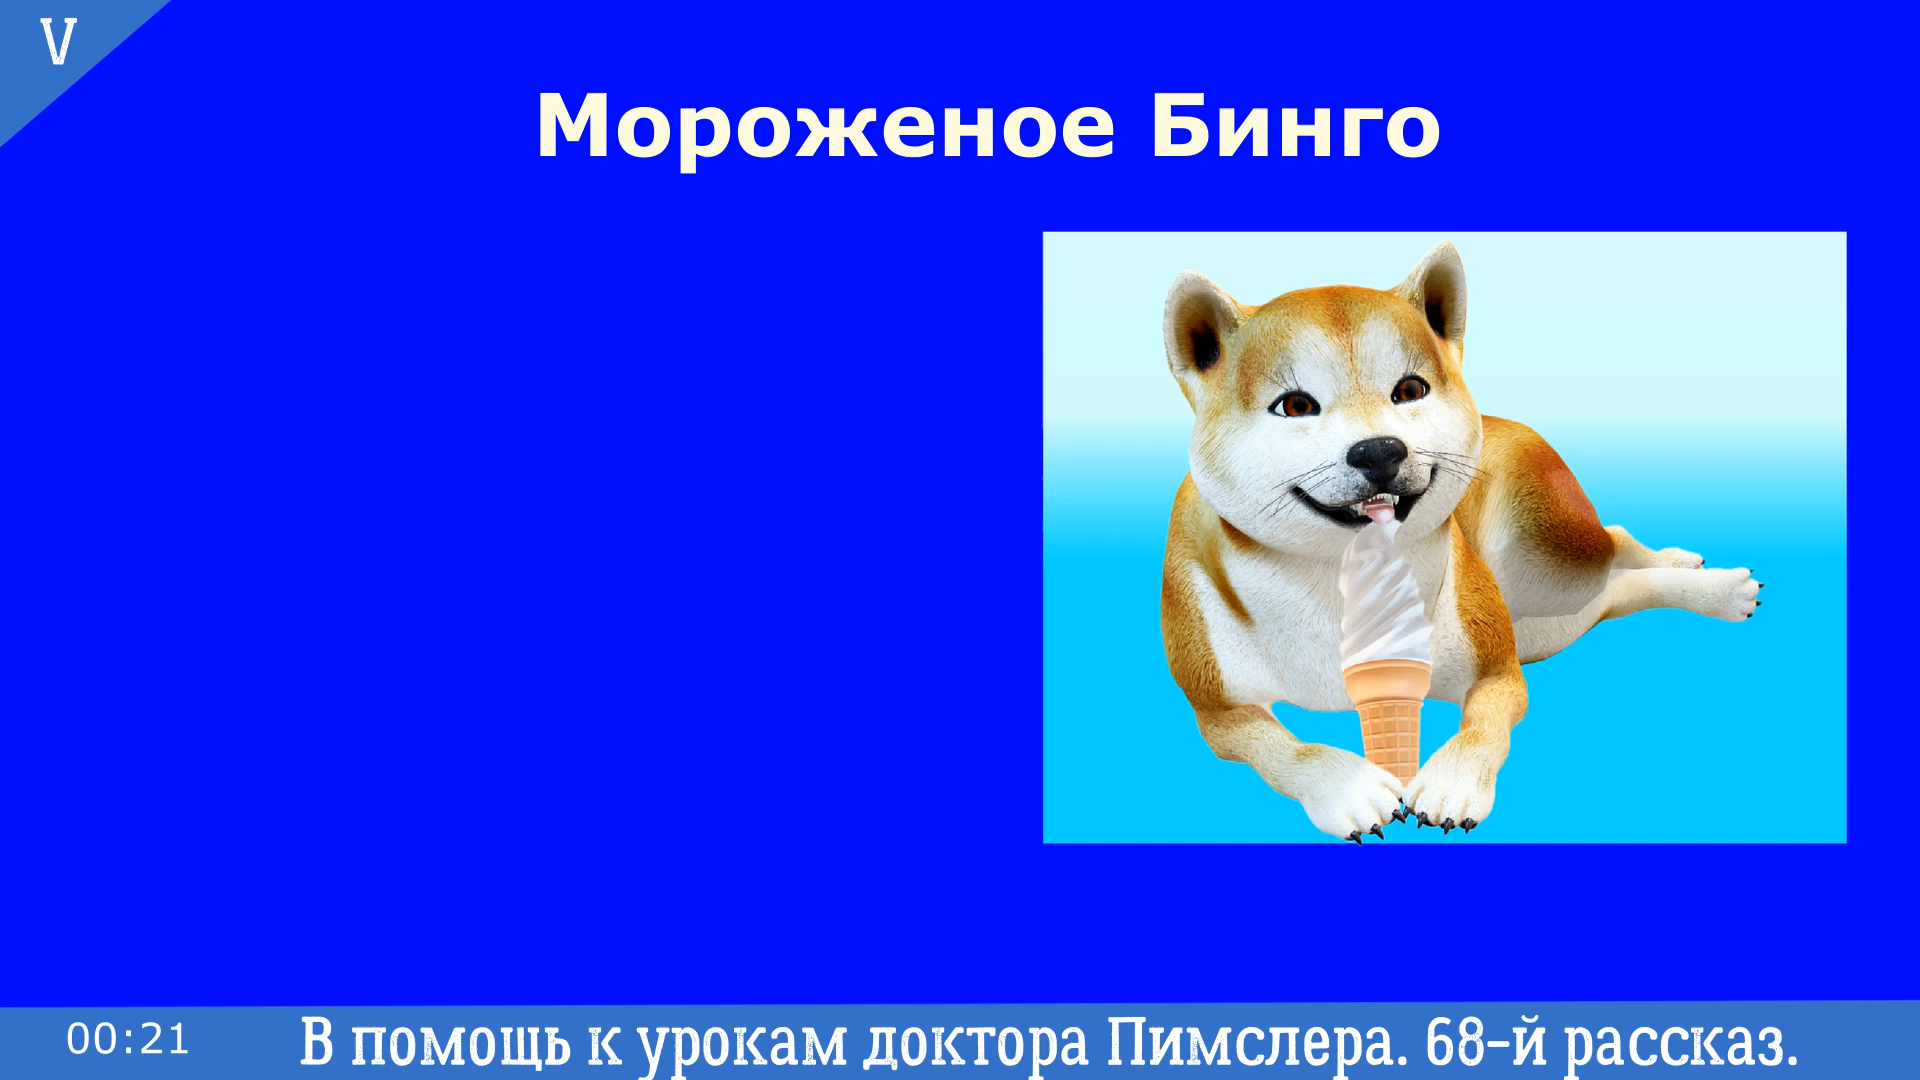 V
Мороженое Бинго
00:21
В помощь к урокам доктора Пимслера. 68-й рассказ.